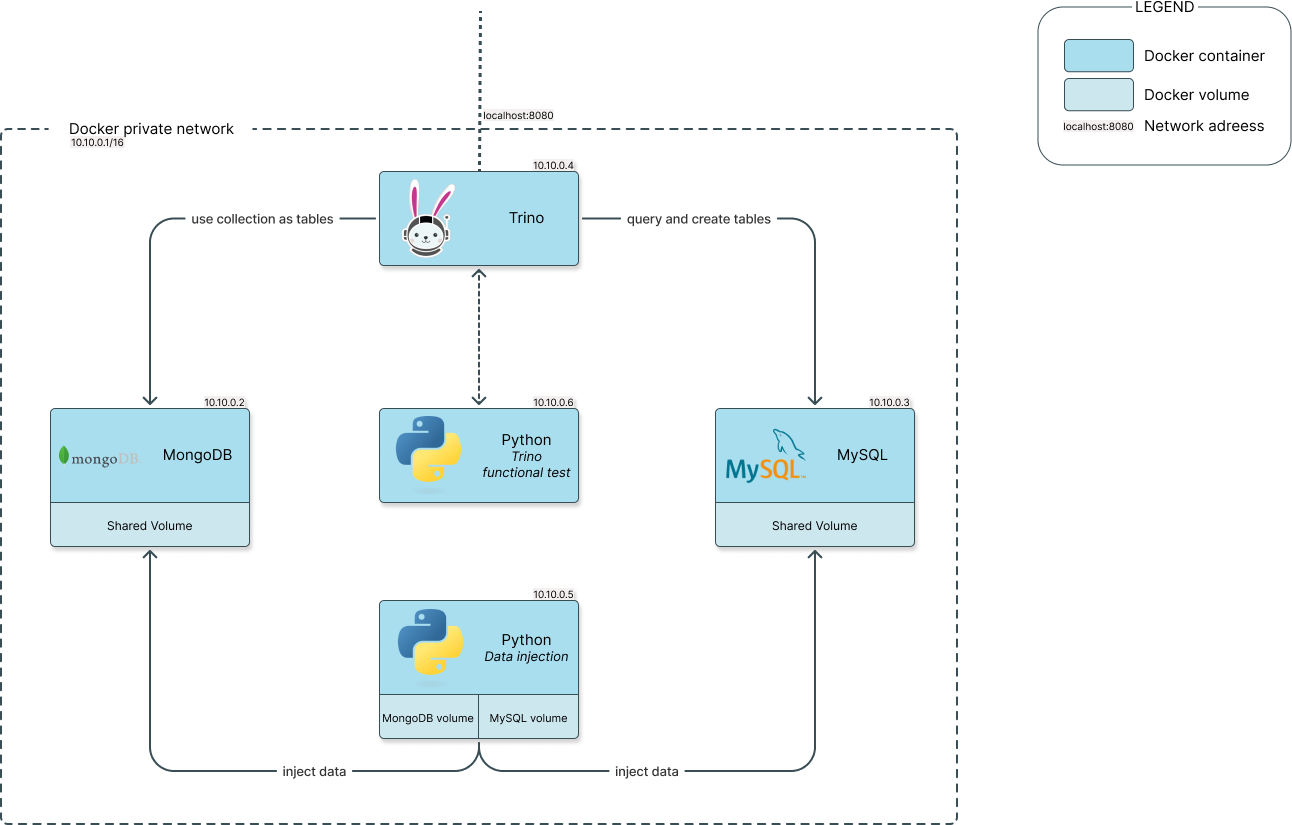 LEGEND
Docker container
Docker volume
localhost:8080 Network adreess
localhost:8080
Docker private network
10.10.0.1/16
10.10.0.4
Trino
use collection as tables
query and create tables
10.10.0.2
mongoDB
MongoDB
Shared Volume
10.10.0.6
Python
Trino
functional test
10.10.0.3
MySQL
MySQL
Shared Volume
10.10.0.5
Python
Data injection
MongoDB volume
MySQL volume
inject data
inject data